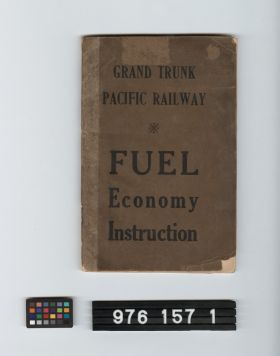 GRAND TRUNK
PACIFIC RAILWAY
※
FUEL
Economy
Instruction
976 157 1